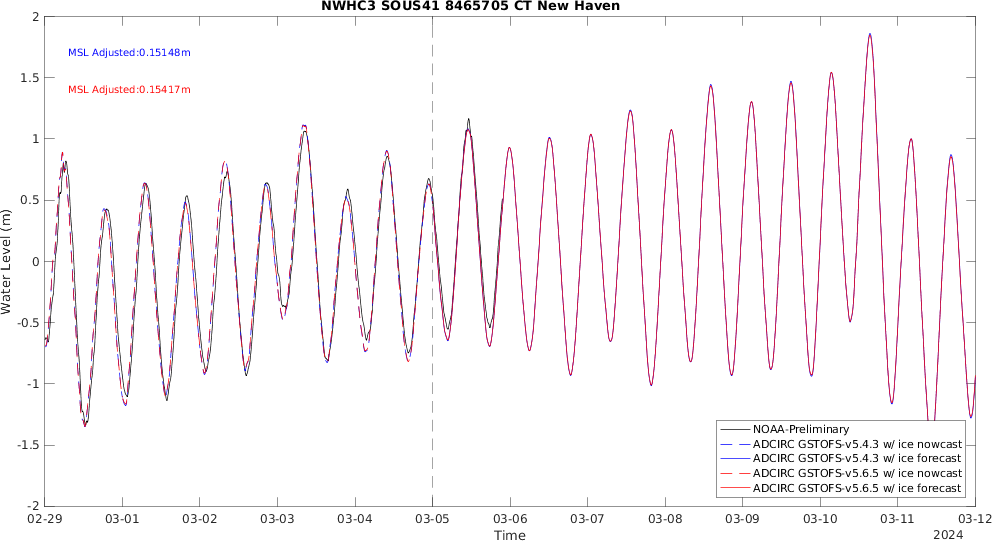 NWHC3 SOUS41 8465705 CT New Haven
2
1.5
1
0.5
0
-0.5
-1
-1.5
-2
Water Level (m)
MSL Adjusted:0.15148m
MSL Adjusted:0.15417m
NOAA-Preliminary
ADCIRC GSTOFS-v5.4.3 w/ ice nowcast
ADCIRC GSTOFS-v5.4.3 w/ ice forecast
ADCIRC GSTOFS-v5.6.5 w/ ice nowcast
ADCIRC GSTOFS-v5.6.5 w/ ice forecast
02-29 03-01 03-02 03-03 03-04 03-05 03-06 03-07 03-08 03-09 03-10 03-11 03-12
Time
2024